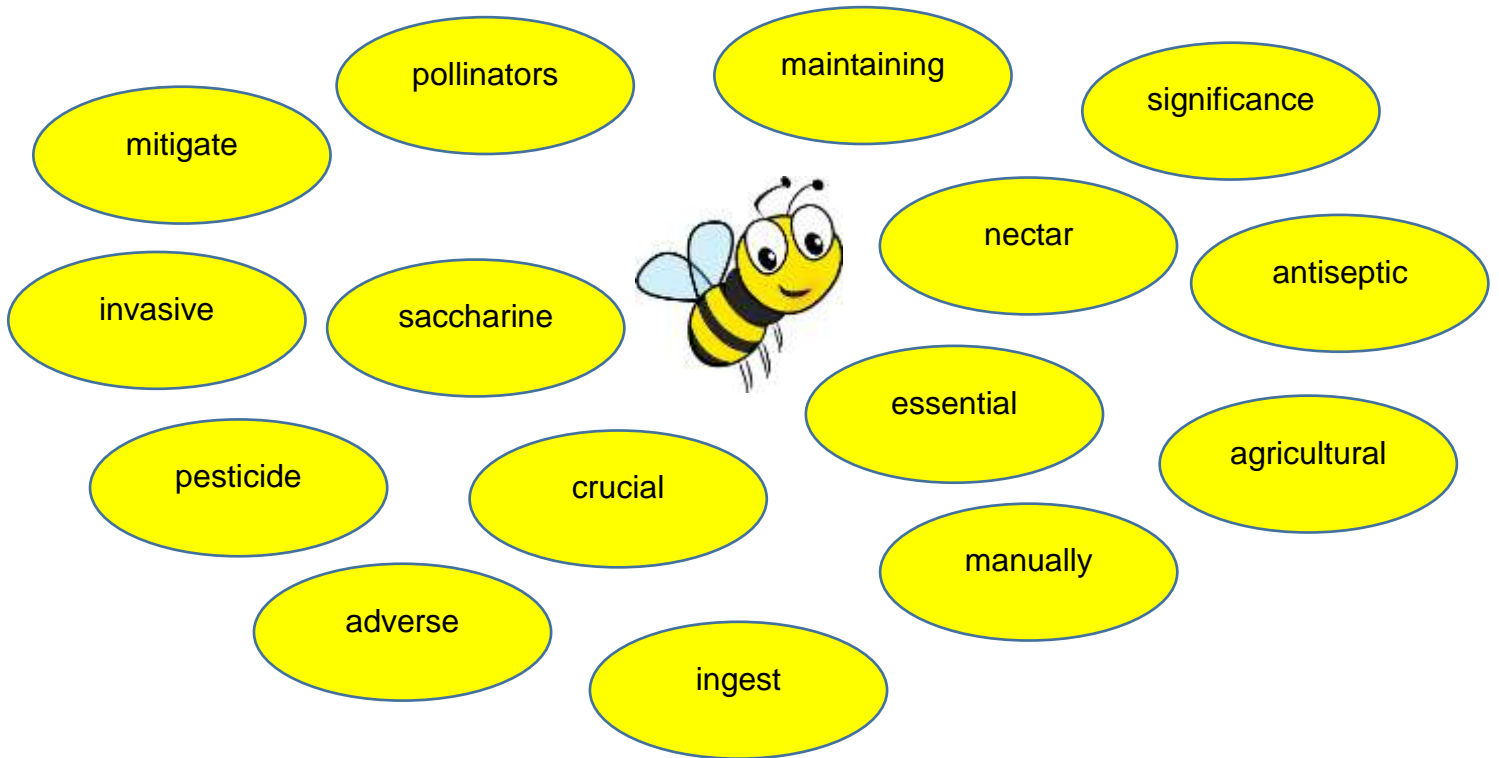 pollinators
maintaining
significance
mitigate
nectar
antiseptic
invasive
saccharine
essential
agricultural
pesticide
crucial
manually
adverse
ingest